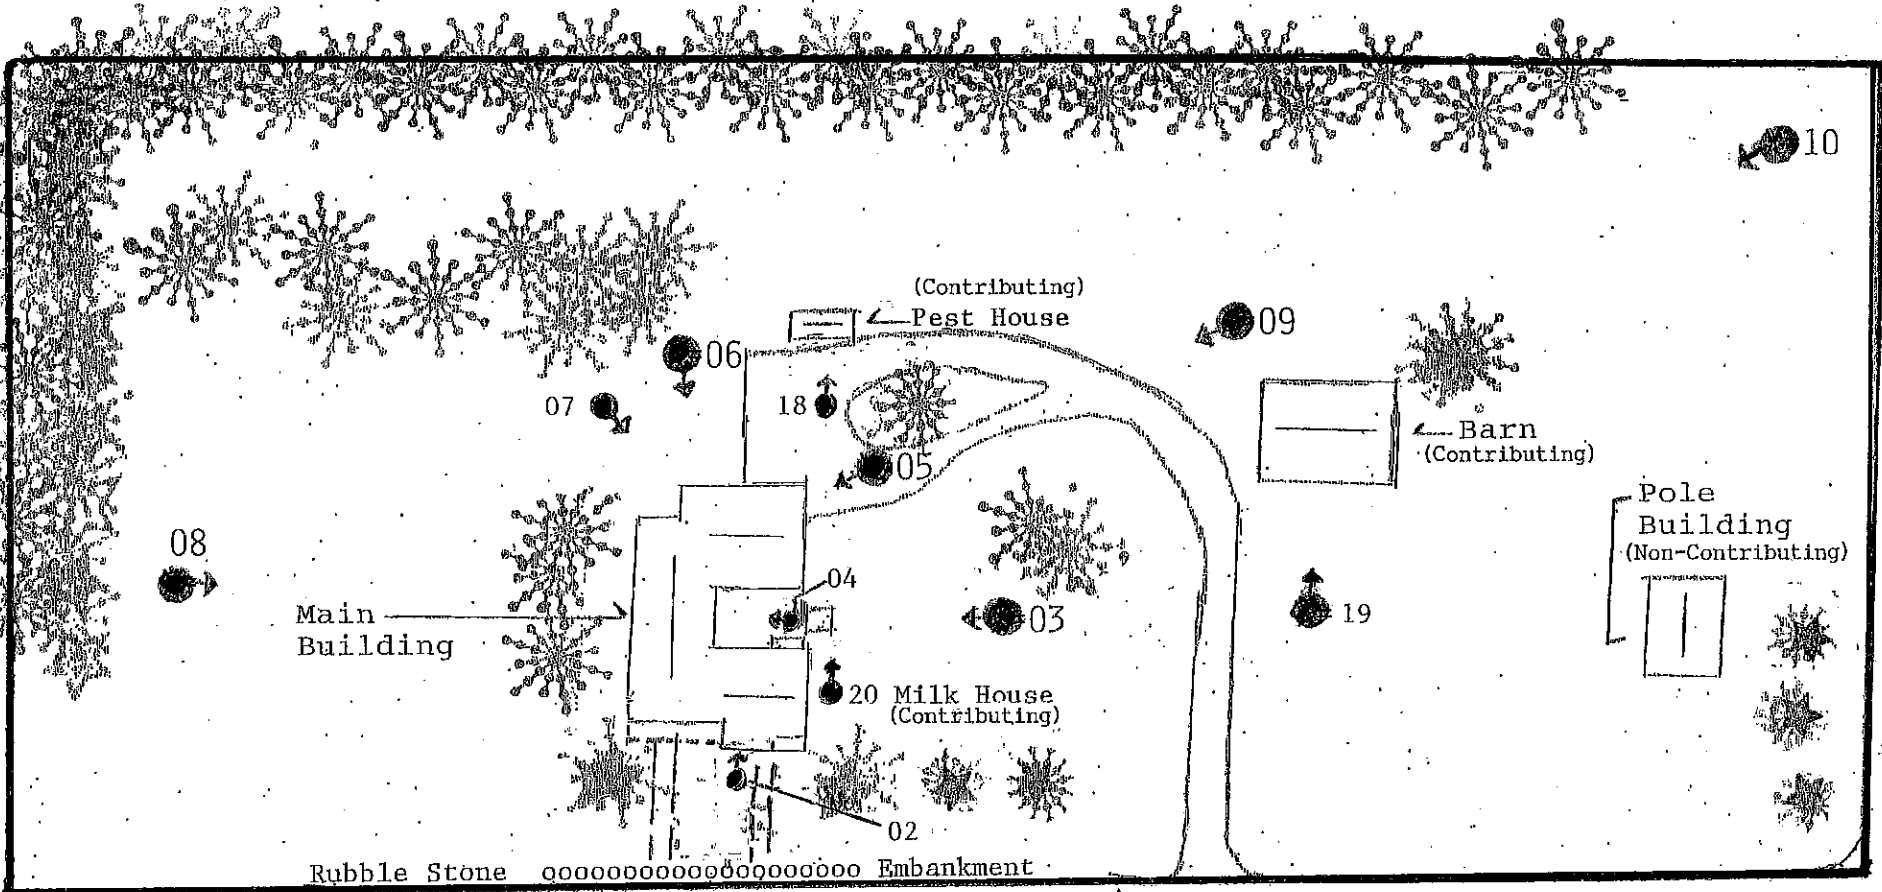 10
(Contributing)
Pest House
09
06
07
18
Barn
(Contributing)
05
Pole
Building
(Non-Contributing)
08
04
Main
Building
03
19
20 Milk House
(Contributing)
02
Rubble Stone oooooooooooooooooooo Embankment